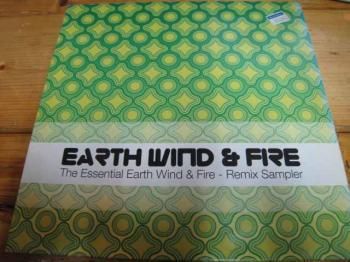 EARTH WIND & FIRE
The Essential Earth Wind & Fire - Remix Sampler